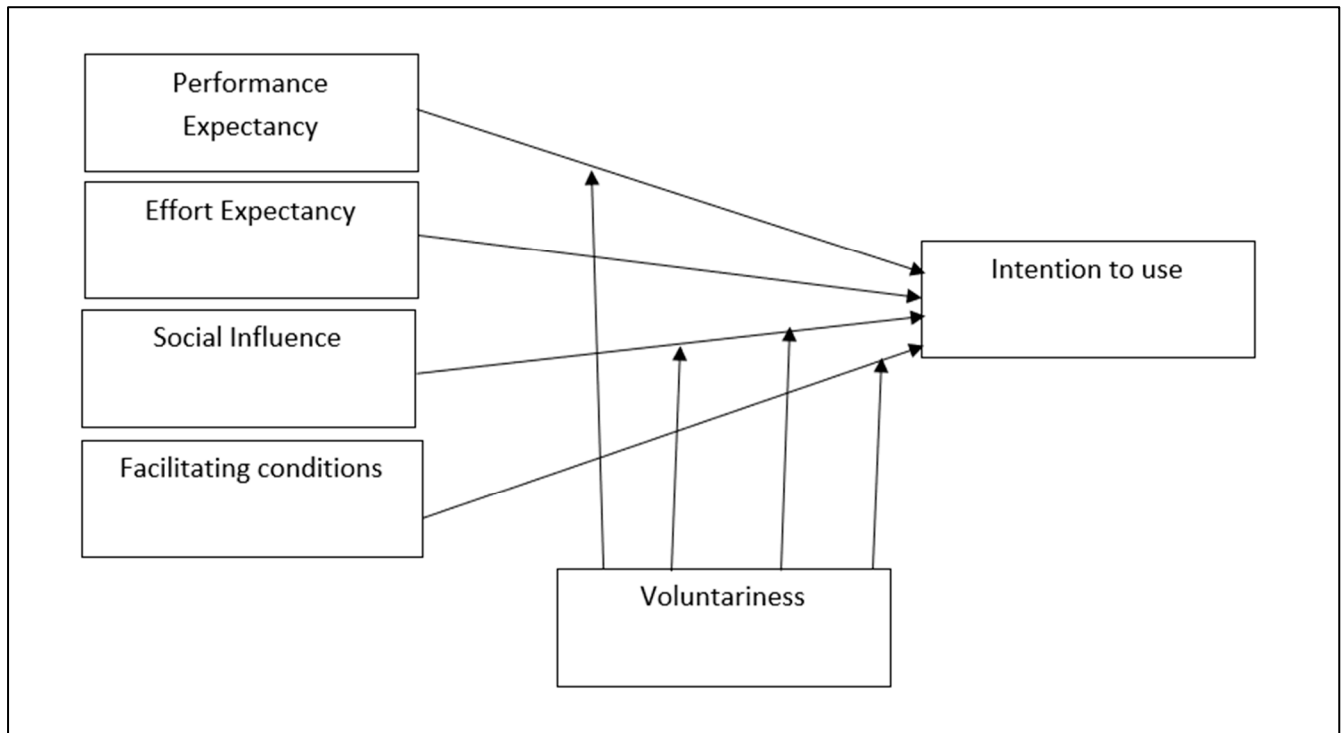 Performance
Expectancy
Effort Expectancy
Social Influence
Facilitating conditions
Intention to use
Voluntariness